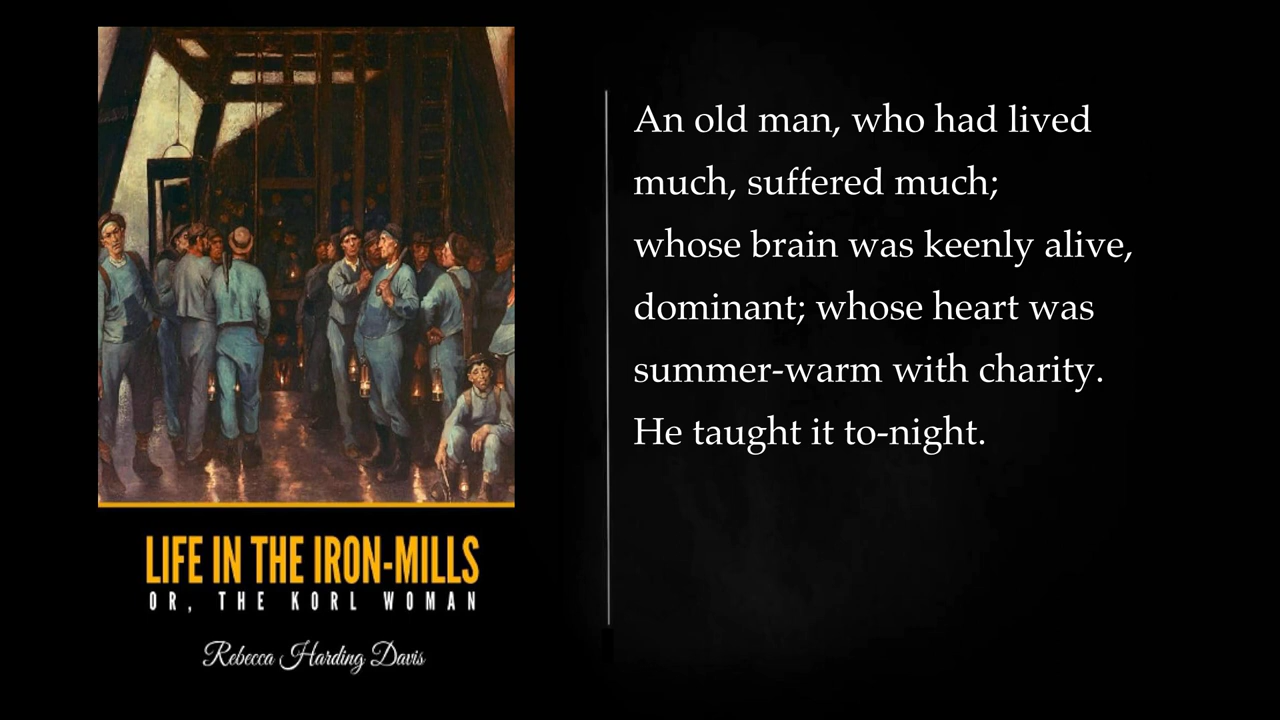 LIFE IN THE IRON-MILLS
OR, THE KORL WOMAN
Rebecca Harding Davis
An old man, who had lived
much, suffered much;
whose brain was keenly alive,
dominant; whose heart was
summer-warm with charity.
He taught it to-night.